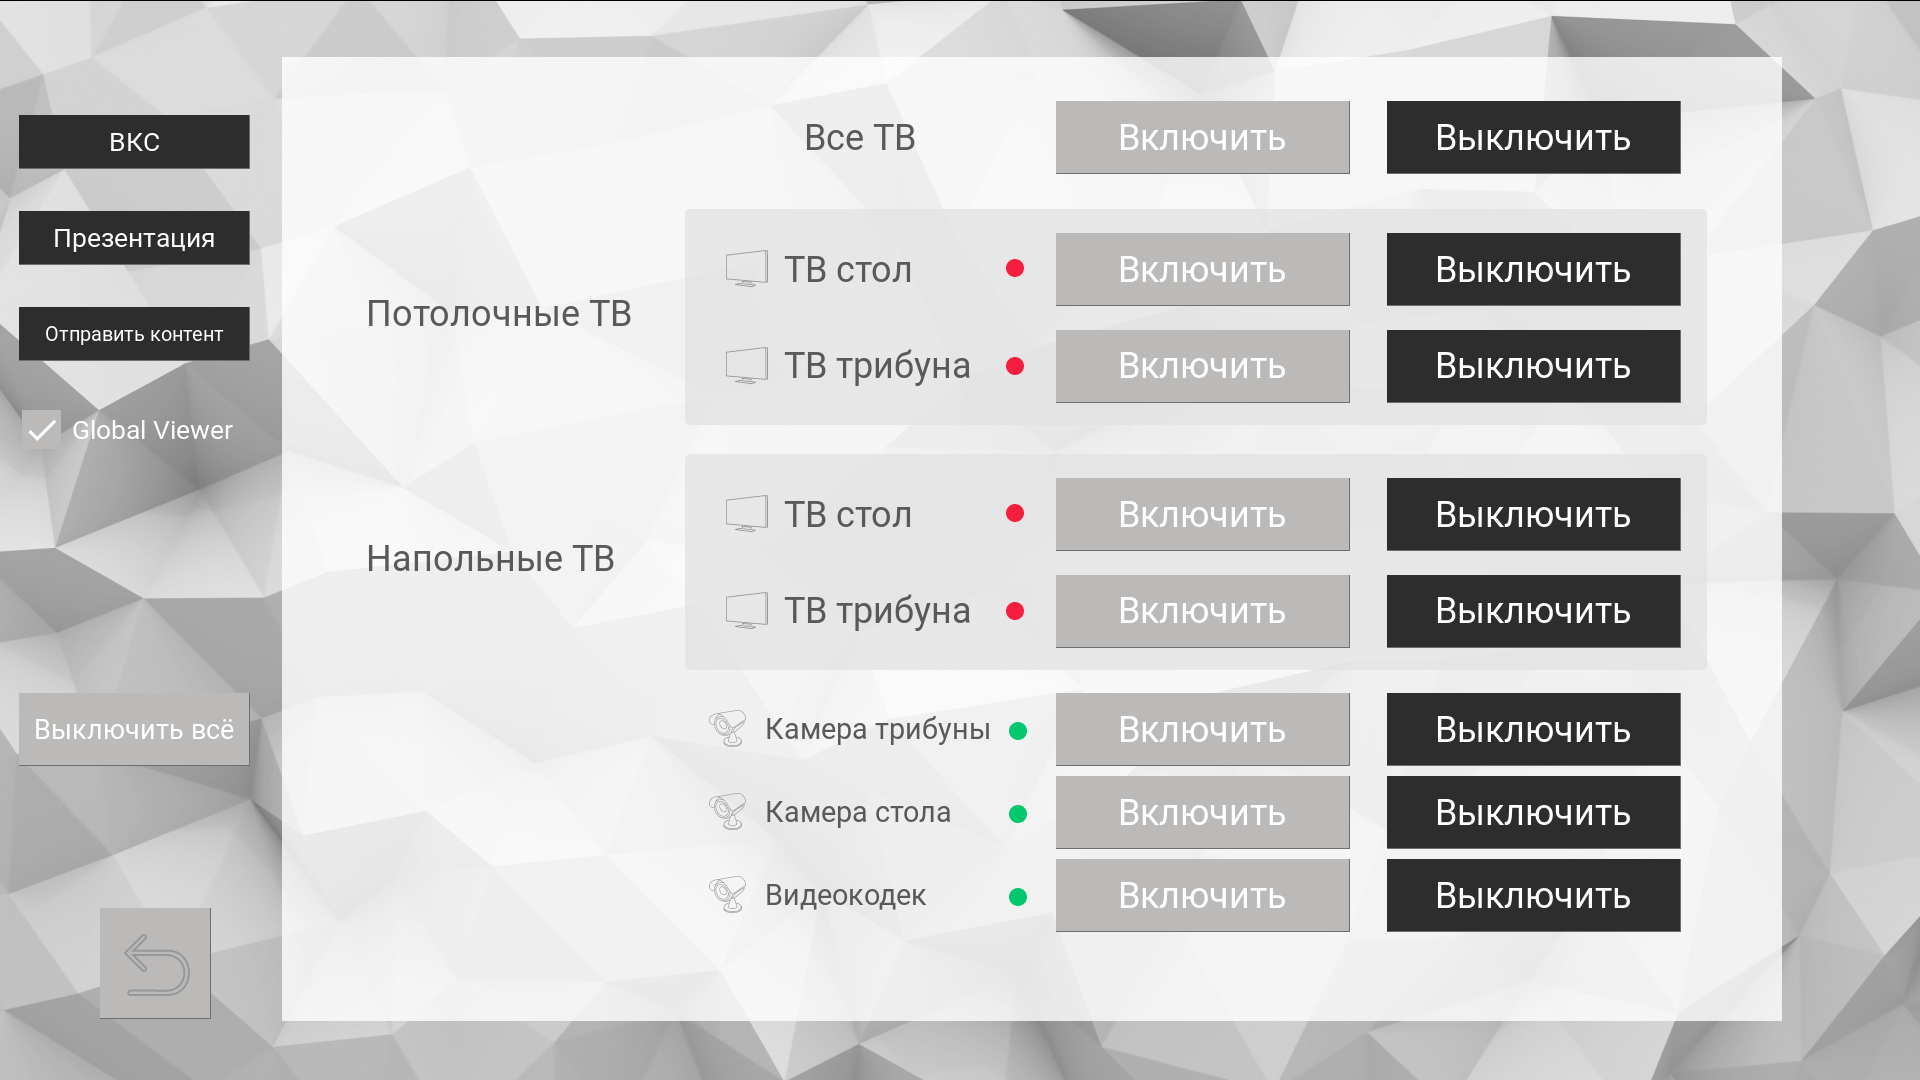 ВКС
Презентация
Отправить контент
Global Viewer
Выключить всё
Все ТВ Включить Выключить
Потолочные ТВ
ТВ стол Включить Выключить
ТВ трибуна Включить Выключить
Напольные ТВ
ТВ стол Включить Выключить
ТВ трибуна Включить Выключить
Камера трибуны Включить Выключить
Камера стола Включить Выключить
Видеокодек Включить Выключить